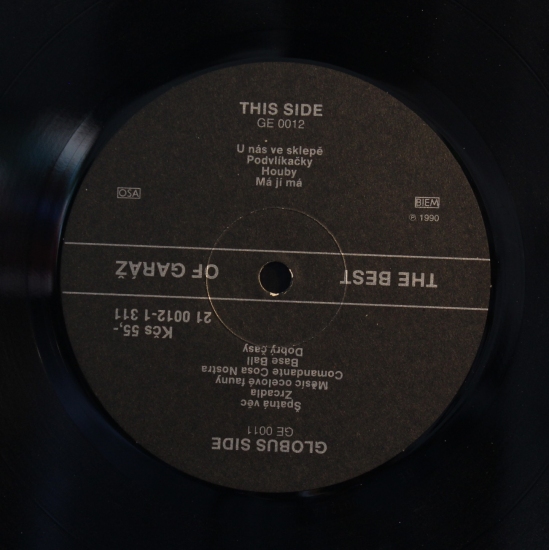 THIS SIDE
GE 0012
U nás ve sklepě
Podvlíkačky
Houby
Má jí má
OSA
BIEM
℗ 1990
THE BEST OF GARÁŽ
Kčs 55,-
21 0012-1 311
GLOBUS SIDE
GE 0011
Špatná věc
Zrcadla
Měsíc ocelové fauny
Comandante Cosa Nostra
Base Ball
Dobrý časy